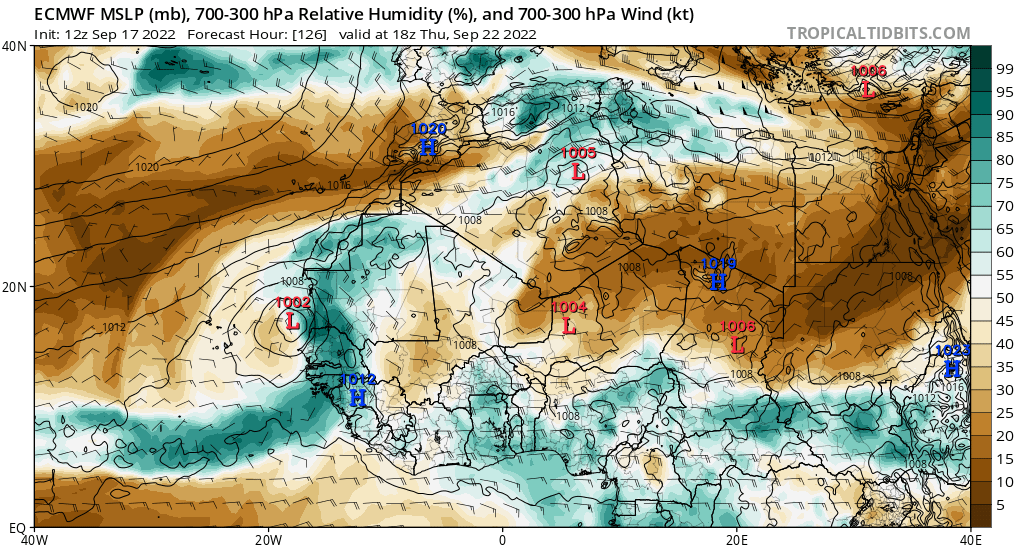 ECMWF MSLP (mb), 700-300 hPa Relative Humidity (%), and 700-300 hPa Wind (kt)
Init: 12z Sep 17 2022 Forecast Hour: [126] valid at 18z Thu, Sep 22 2022
TROPICALTIDBITS.COM
40N
20N
EQ
40W
20W
0
20E
40E
99
95
90
85
80
75
70
65
60
55
50
45
40
35
30
25
20
15
10
5
1006
L
1020
1016
1012
1020
H
1005
L
1012
1020
1016
1008
1008
1019
H
1008
1008
1008
1002
L
1004
L
1012
1006
L
1008
1024
H
1012
H
1008
1008
1016
1012
1008
1008